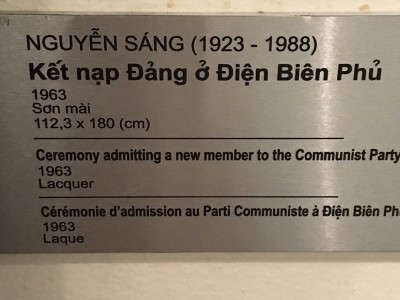 NGUYỄN SÁNG (1923 - 1988)
Kết nạp Đảng ở Điện Biên Phủ
1963
Sơn mài
112,3 x 180 (cm)
Ceremony admitting a new member to the Communist Party
1963
Lacquer
Cérémonie d'admission au Parti Communiste à Điện Biên
1963
Laque